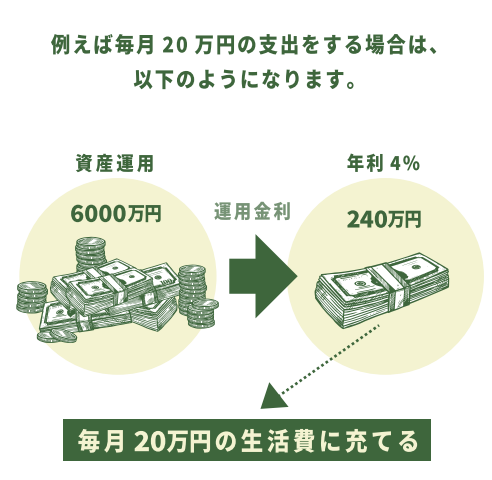 例えば毎月 20 万円の支出をする場合は、
以下のようになります。
資産運用
年利 4%
6000万円
運用金利
240万円
毎月 20万円の生活費に充てる